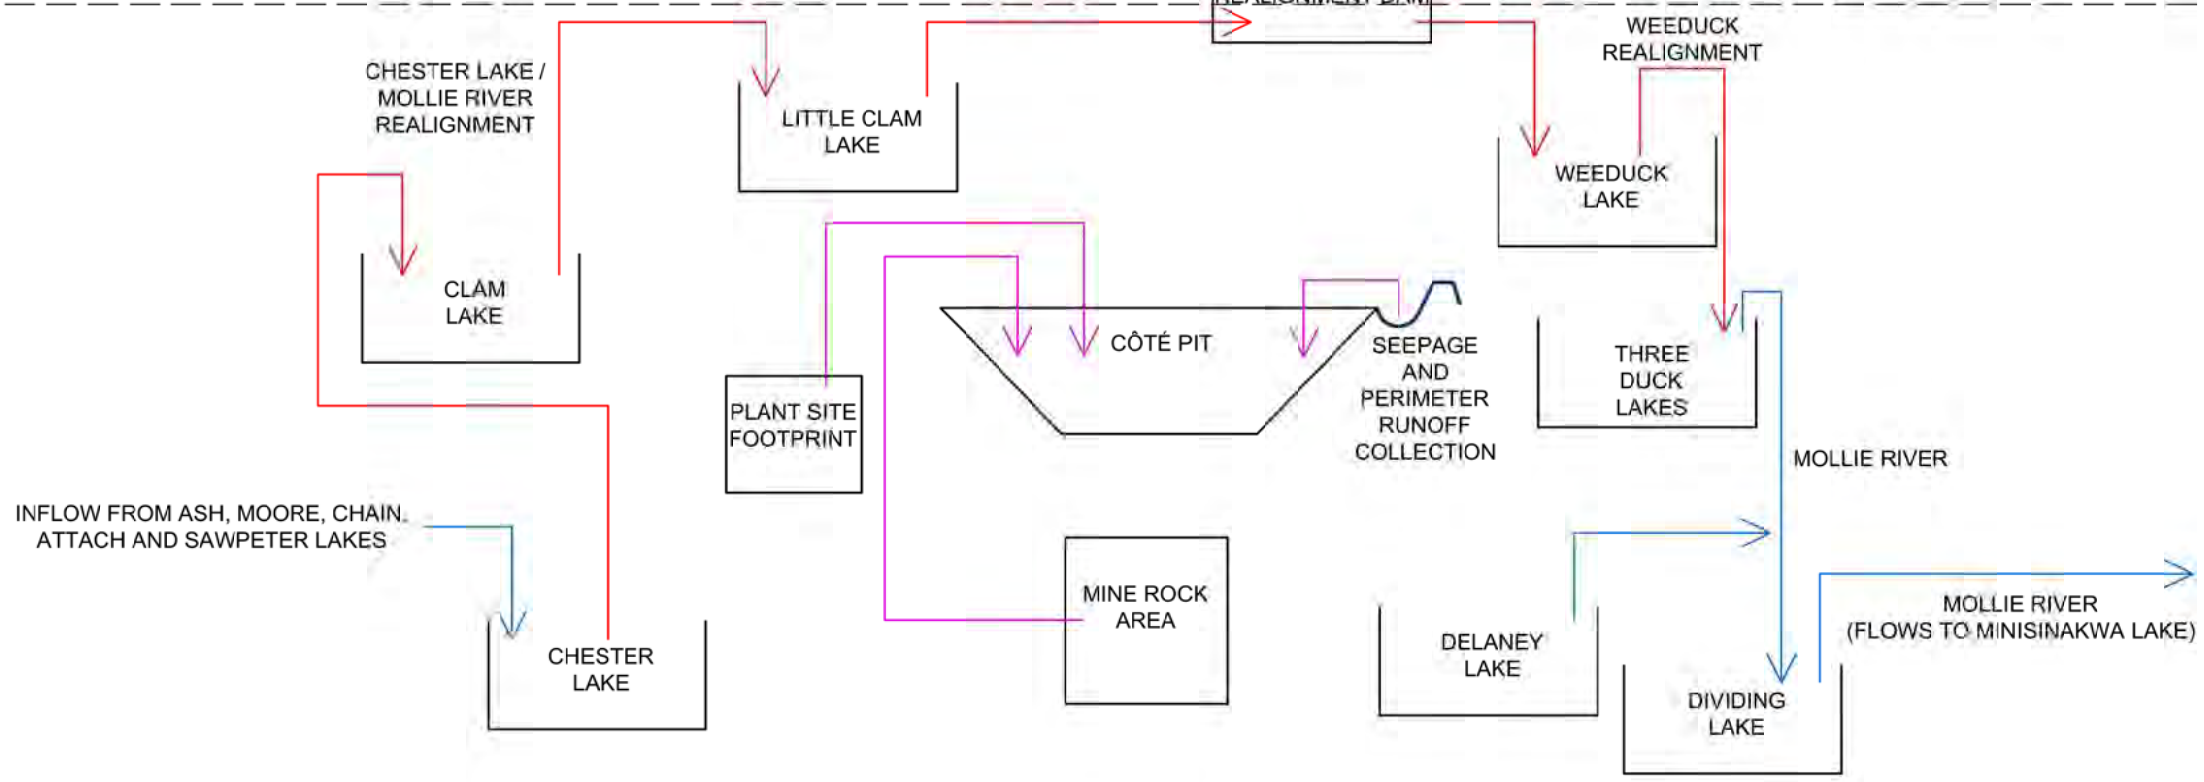 REALIGNMENT DAM
WEEDUCK
REALIGNMENT
CHESTER LAKE /
MOLLIE RIVER
REALIGNMENT
LITTLE CLAM
LAKE
WEEDUCK
LAKE
CLAM
LAKE
CÔTÉ PIT
SEEPAGE
AND
PERIMETER
RUNOFF
COLLECTION
THREE
DUCK
LAKES
PLANT SITE
FOOTPRINT
MOLLIE RIVER
INFLOW FROM ASH, MOORE, CHAIN,
ATTACH AND SAWPETER LAKES
MINE ROCK
AREA
MOLLIE RIVER
(FLOWS TO MINISINAKWA LAKE)
CHESTER
LAKE
DELANEY
LAKE
DIVIDING
LAKE